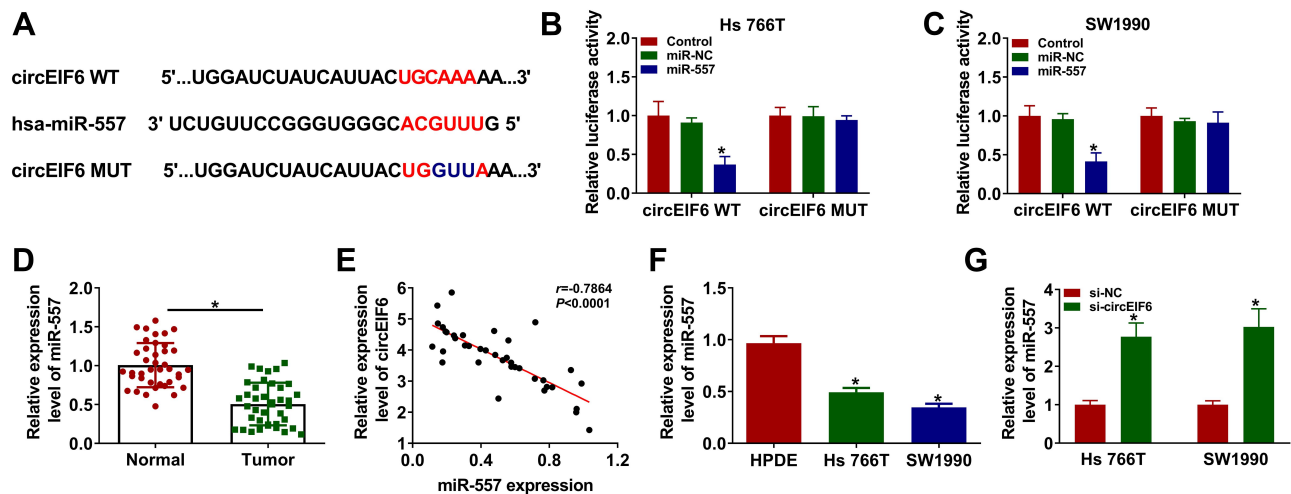 A
circEIF6 WT 5'...UGGAUCUAUCAUUACUGCAAAAA...3'
hsa-miR-557 3' UCUGUUCCGGGUGGGCACGUUUG 5'
circEIF6 MUT 5'...UGGAUCUAUCAUUACUGGUUAAA...3'
B
Hs 766T
Relative luciferase activity
2.0
1.5
1.0
0.5
0.0
Control
miR-NC
miR-557
*
circEIF6 WT circEIF6 MUT
C
SW1990
Relative luciferase activity
2.0
1.5
1.0
0.5
0.0
Control
miR-NC
miR-557
*
circEIF6 WT circEIF6 MUT
D
Relative expression
level of miR-557
2.0
1.5
1.0
0.5
0.0
*
Normal Tumor
E
Relative expression
level of circEIF6
6
5
4
3
2
1
r=-0.7864
P<0.0001
0.0 0.4 0.8 1.2
miR-557 expression
F
Relative expression
level of miR-557
1.5
1.0
0.5
0.0
* *
HPDE Hs 766T SW1990
G
Relative expression
level of miR-557
4
3
2
1
0
si-NC
si-circEIF6
* *
Hs 766T SW1990